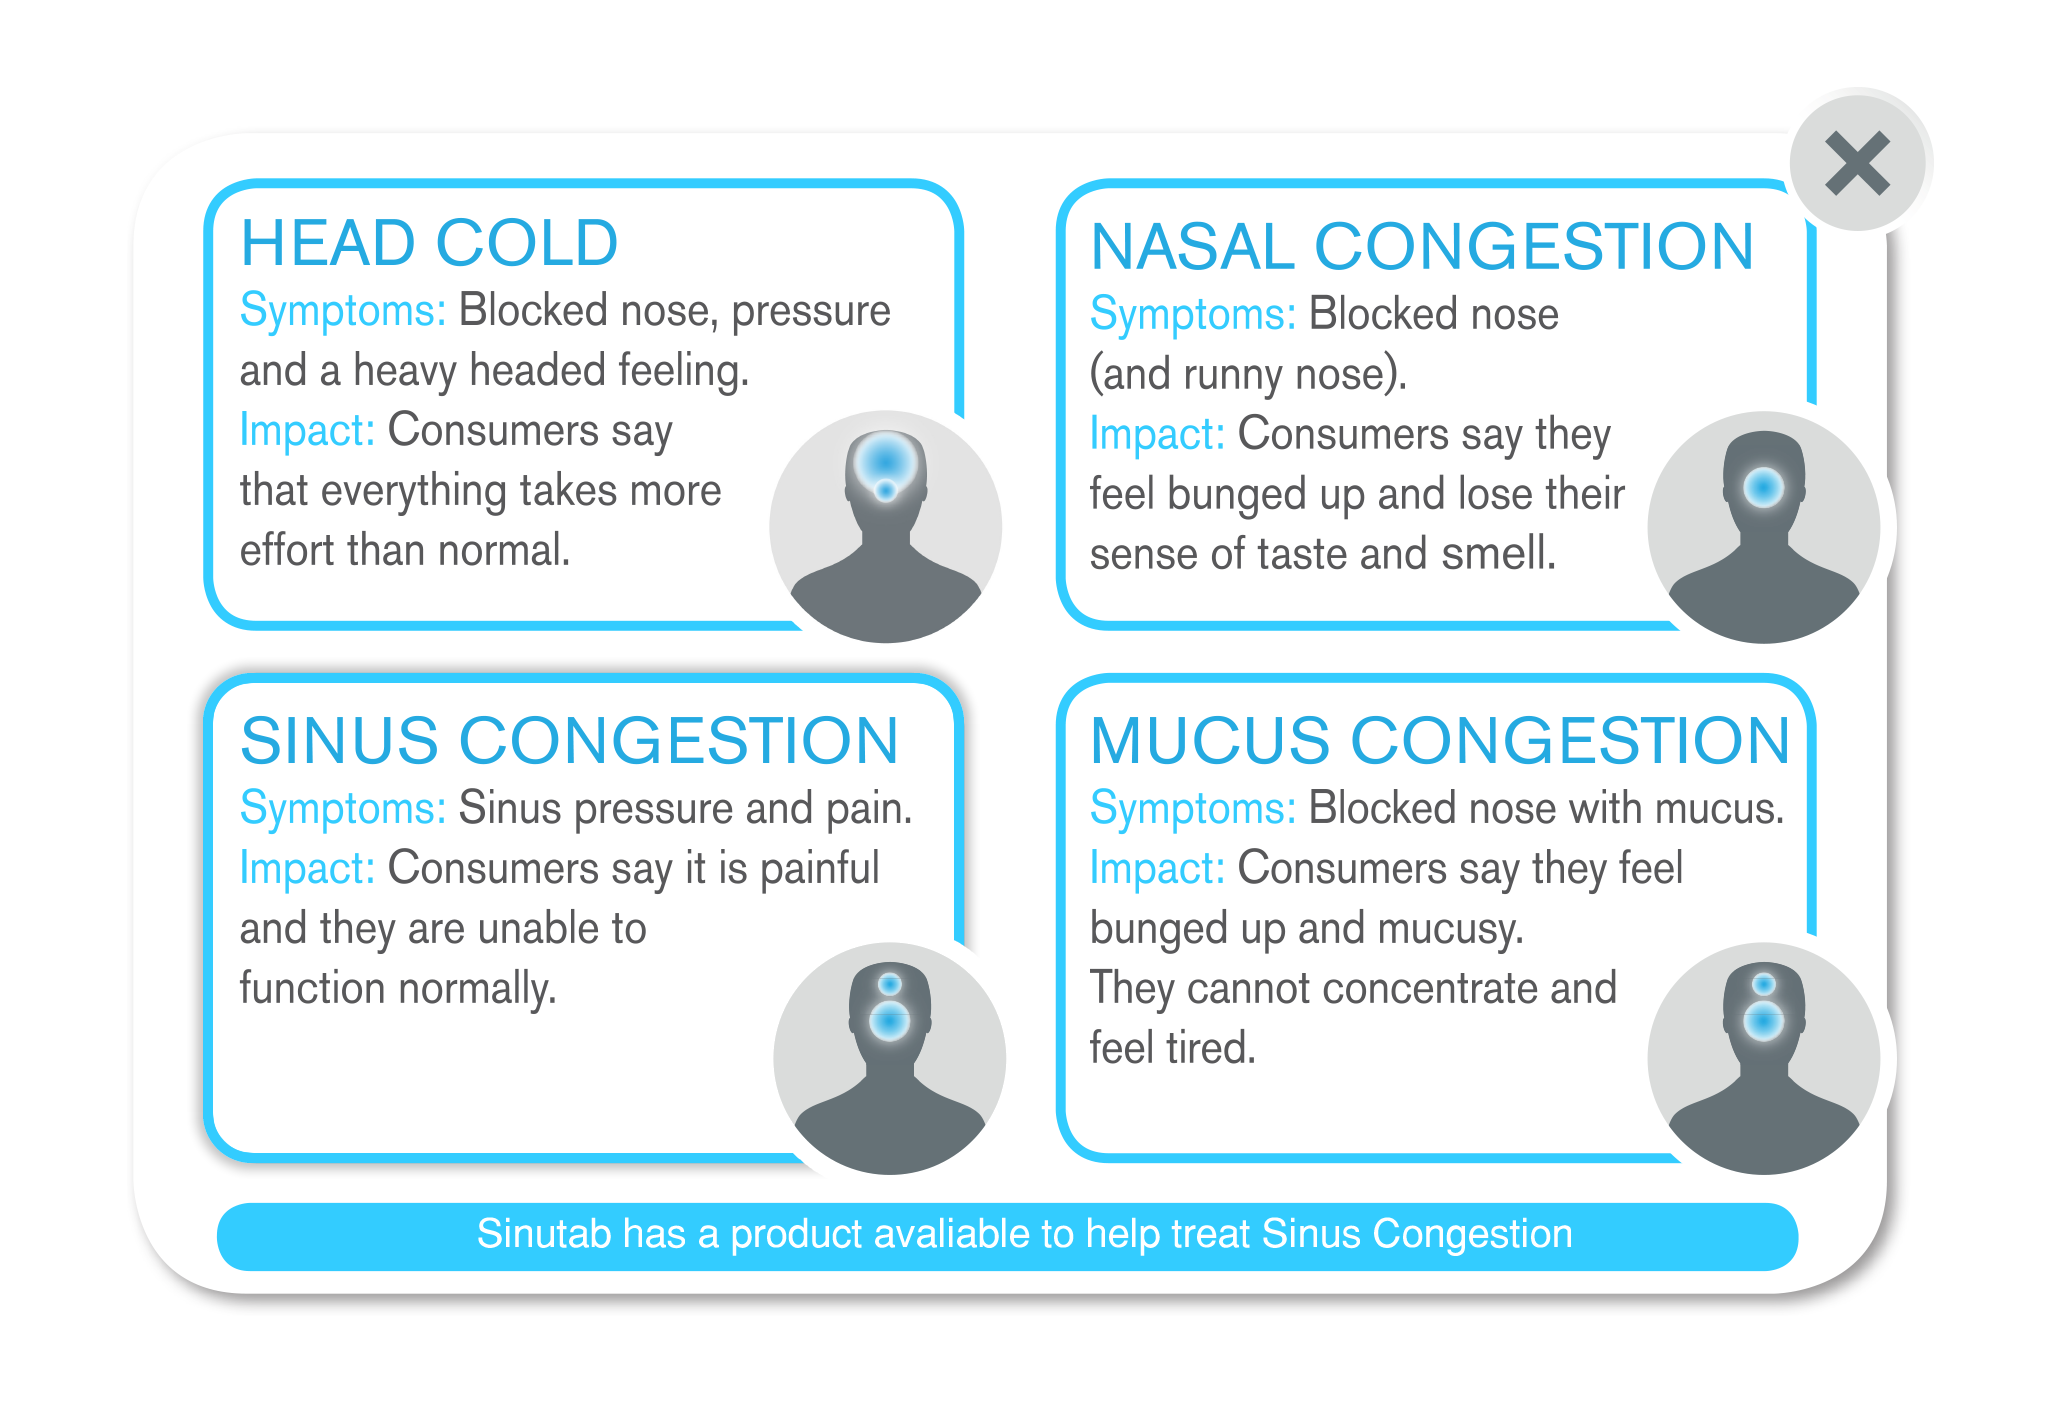 HEAD COLD
Symptoms: Blocked nose, pressure
and a heavy headed feeling.
Impact: Consumers say
that everything takes more
effort than normal.
NASAL CONGESTION
Symptoms: Blocked nose
(and runny nose).
Impact: Consumers say they
feel bunged up and lose their
sense of taste and smell.
SINUS CONGESTION
Symptoms: Sinus pressure and pain.
Impact: Consumers say it is painful
and they are unable to
function normally.
MUCUS CONGESTION
Symptoms: Blocked nose with mucus.
Impact: Consumers say they feel
bunged up and mucusy.
They cannot concentrate and
feel tired.
Sinutab has a product avaliable to help treat Sinus Congestion